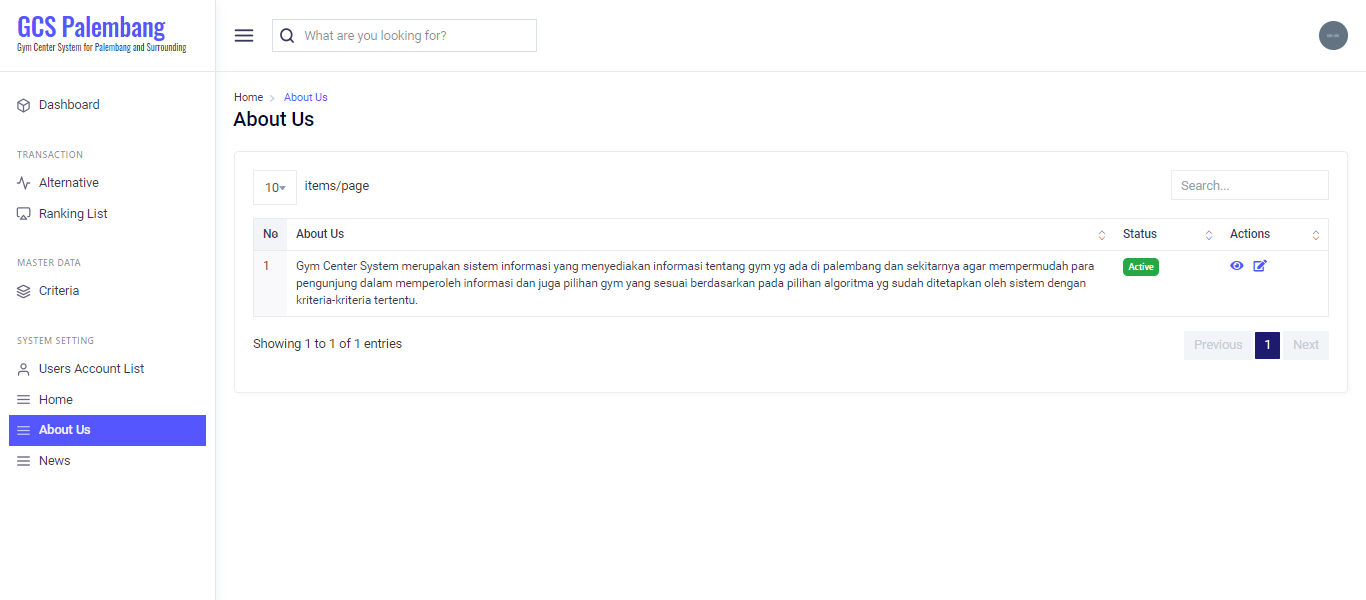 GCS Palembang
Gym Center System for Palembang and Surrounding
What are you looking for?
Dashboard
TRANSACTION
Alternative
Ranking List
MASTER DATA
Criteria
SYSTEM SETTING
Users Account List
Home
About Us
News
Home About Us
About Us
10 items/page
Search...
No About Us Status Actions
1 Gym Center System merupakan sistem informasi yang menyediakan informasi tentang gym yg ada di palembang dan sekitarnya agar mempermudah para Active
pengunjung dalam memperoleh informasi dan juga pilihan gym yang sesuai berdasarkan pada pilihan algoritma yg sudah ditetapkan oleh sistem dengan
kriteria-kriteria tertentu.
Showing 1 to 1 of 1 entries
Previous 1 Next